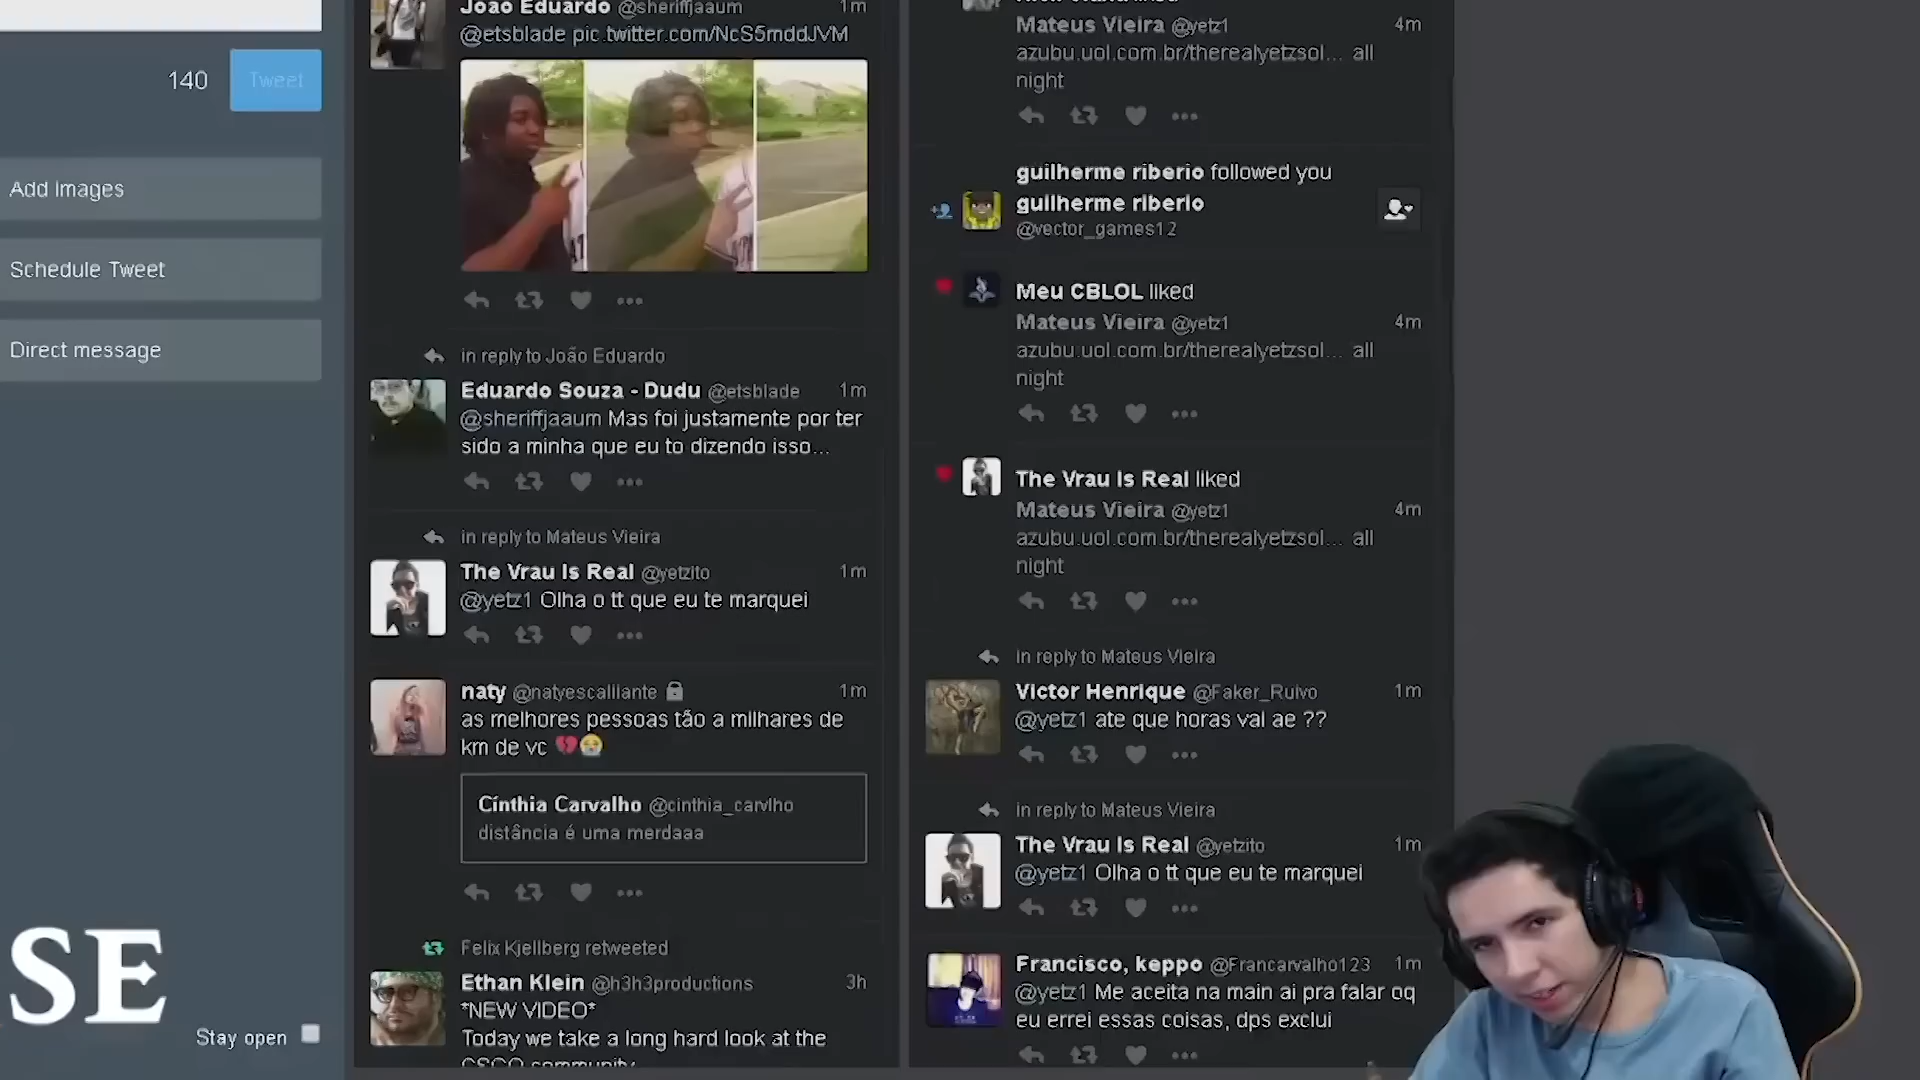 140
Tweet
Add images
Schedule Tweet
Direct message
SE
Stay open
João Eduardo @sheriffjaaum 1m
@etsblade pic.twitter.com/NcS5mddJVM
in reply to João Eduardo
Eduardo Souza - Dudu @etsblade 1m
@sheriffjaaum Mas foi justamente por ter
sido a minha que eu to dizendo isso...
in reply to Mateus Vieira
The Vrau Is Real @yetzito 1m
@yetz1 Olha o tt que eu te marquei
naty @natyescalliante 1m
as melhores pessoas tão a milhares de
km de vc 💔😭
Cínthia Carvalho @cinthia_carvlho
distância é uma merdaaa
Felix Kjellberg retweeted
Ethan Klein @h3h3productions 3h
*NEW VIDEO*
Today we take a long hard look at the
CSGO community
liked
Mateus Vieira @yetz1 4m
azubu.uol.com.br/therealyetzsol... all
night
guilherme riberio followed you
guilherme riberio
@vector_games12
Meu CBLOL liked
Mateus Vieira @yetz1 4m
azubu.uol.com.br/therealyetzsol... all
night
The Vrau Is Real liked
Mateus Vieira @yetz1 4m
azubu.uol.com.br/therealyetzsol... all
night
in reply to Mateus Vieira
Victor Henrique @Faker_Ruivo 1m
@yetz1 ate que horas vai ae ??
in reply to Mateus Vieira
The Vrau Is Real @yetzito 1m
@yetz1 Olha o tt que eu te marquei
Francisco, keppo @Francarvalho123 1m
@yetz1 Me aceita na main ai pra falar oq
eu errei essas coisas, dps exclui